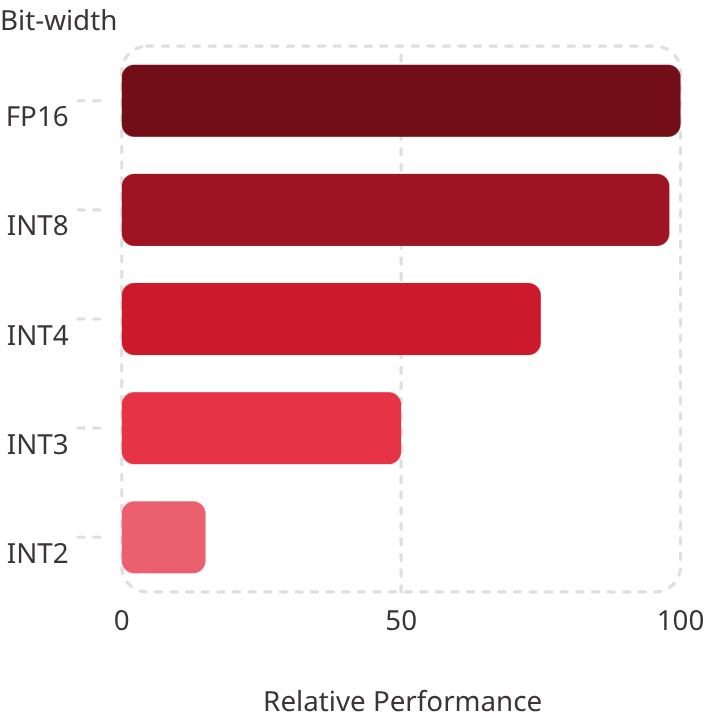 Bit-width
FP16
INT8
INT4
INT3
INT2
0 50 100
Relative Performance